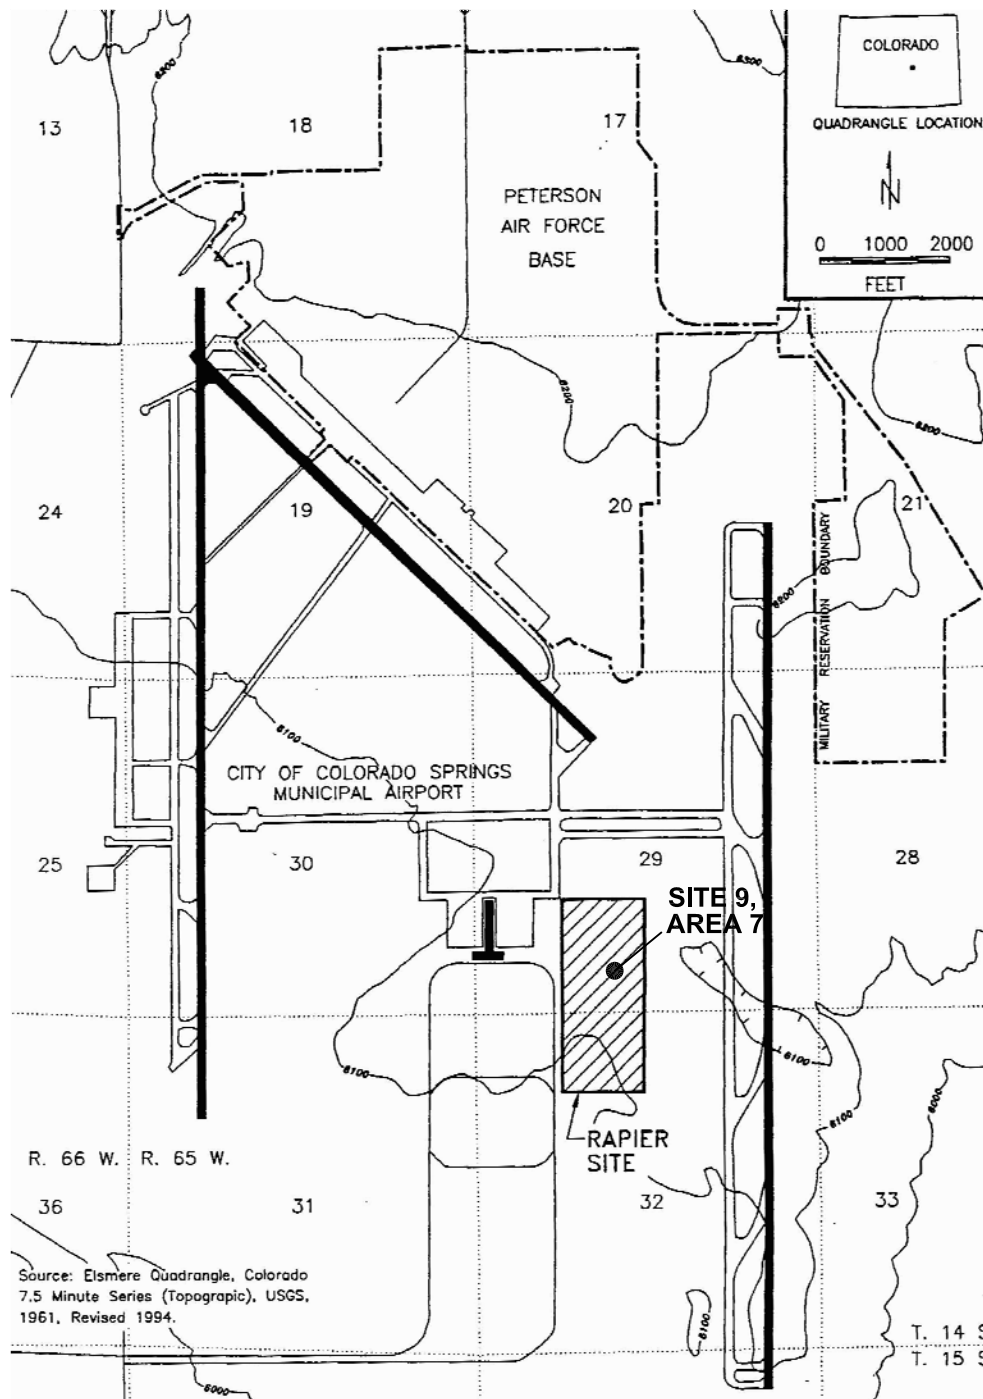 6200
6200
COLORADO
QUADRANGLE LOCATION
N
0 1000 2000
FEET
13
18
17
PETERSON
AIR FORCE
BASE
6200
6200
24
19
20
21
MILITARY RESERVATION BOUNDARY
6200
6100
CITY OF COLORADO SPRINGS
MUNICIPAL AIRPORT
25
30
29
28
SITE 9,
AREA 7
6100
6100
6100
6000
RAPIER
SITE
R. 66 W. R. 65 W.
36
31
32
33
Source: Elsmere Quadrangle, Colorado
7.5 Minute Series (Topograpic), USGS,
1961, Revised 1994.
6100
T. 14 S
T. 15 S
6000